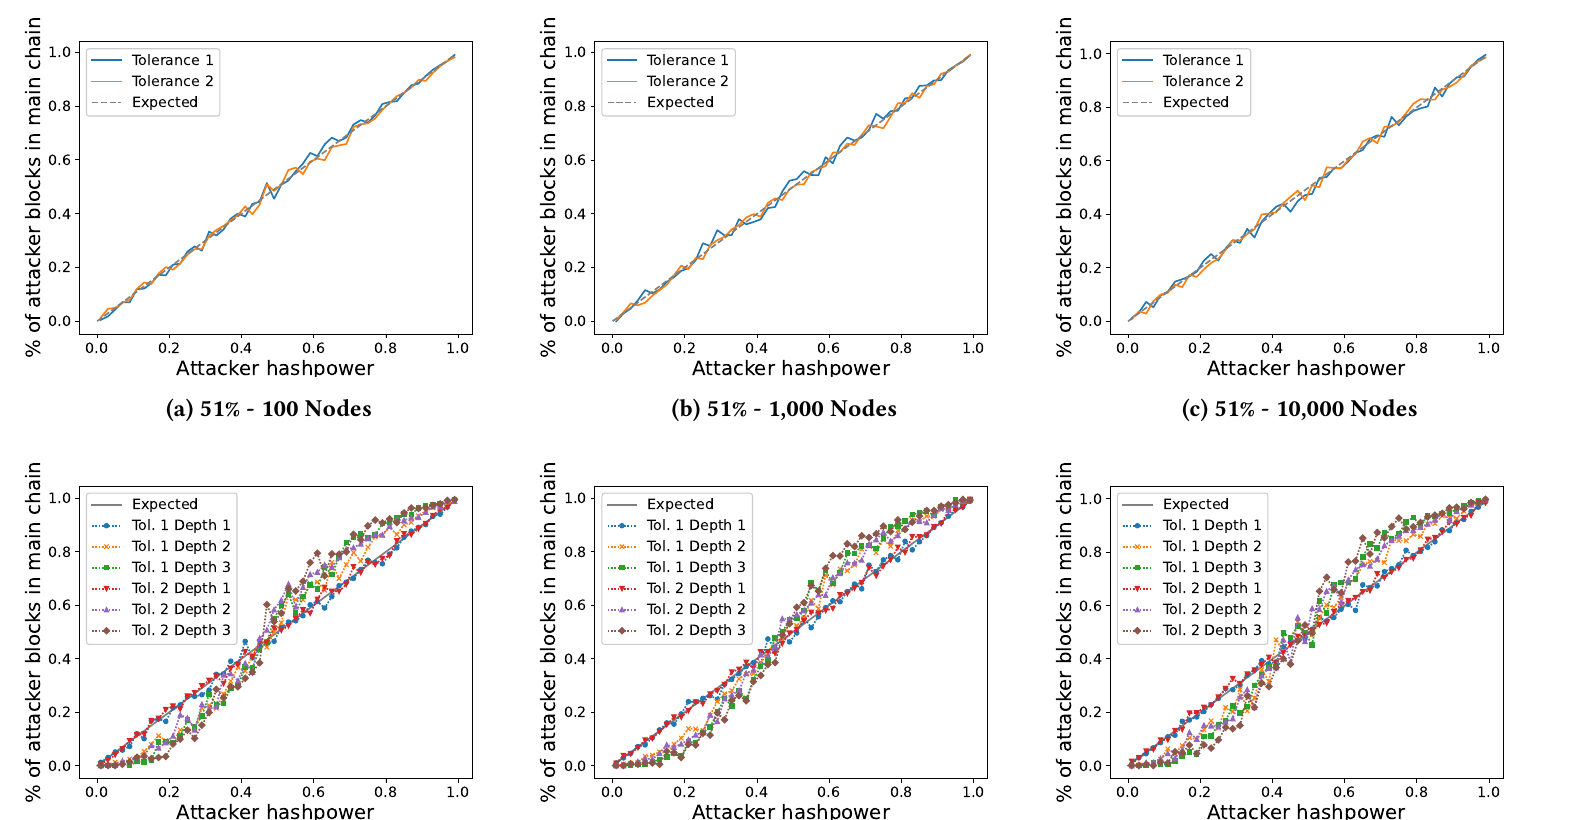 % of attacker blocks in main chain
1.0
0.8
0.6
0.4
0.2
0.0
Tolerance 1
Tolerance 2
Expected
0.0 0.2 0.4 0.6 0.8 1.0
Attacker hashpower
(a) 51% - 100 Nodes
% of attacker blocks in main chain
1.0
0.8
0.6
0.4
0.2
0.0
Tolerance 1
Tolerance 2
Expected
0.0 0.2 0.4 0.6 0.8 1.0
Attacker hashpower
(b) 51% - 1,000 Nodes
% of attacker blocks in main chain
1.0
0.8
0.6
0.4
0.2
0.0
Tolerance 1
Tolerance 2
Expected
0.0 0.2 0.4 0.6 0.8 1.0
Attacker hashpower
(c) 51% - 10,000 Nodes
% of attacker blocks in main chain
1.0
0.8
0.6
0.4
0.2
0.0
Expected
Tol. 1 Depth 1
Tol. 1 Depth 2
Tol. 1 Depth 3
Tol. 2 Depth 1
Tol. 2 Depth 2
Tol. 2 Depth 3
0.0 0.2 0.4 0.6 0.8 1.0
Attacker hashpower
% of attacker blocks in main chain
1.0
0.8
0.6
0.4
0.2
0.0
Expected
Tol. 1 Depth 1
Tol. 1 Depth 2
Tol. 1 Depth 3
Tol. 2 Depth 1
Tol. 2 Depth 2
Tol. 2 Depth 3
0.0 0.2 0.4 0.6 0.8 1.0
Attacker hashpower
% of attacker blocks in main chain
1.0
0.8
0.6
0.4
0.2
0.0
Expected
Tol. 1 Depth 1
Tol. 1 Depth 2
Tol. 1 Depth 3
Tol. 2 Depth 1
Tol. 2 Depth 2
Tol. 2 Depth 3
0.0 0.2 0.4 0.6 0.8 1.0
Attacker hashpower